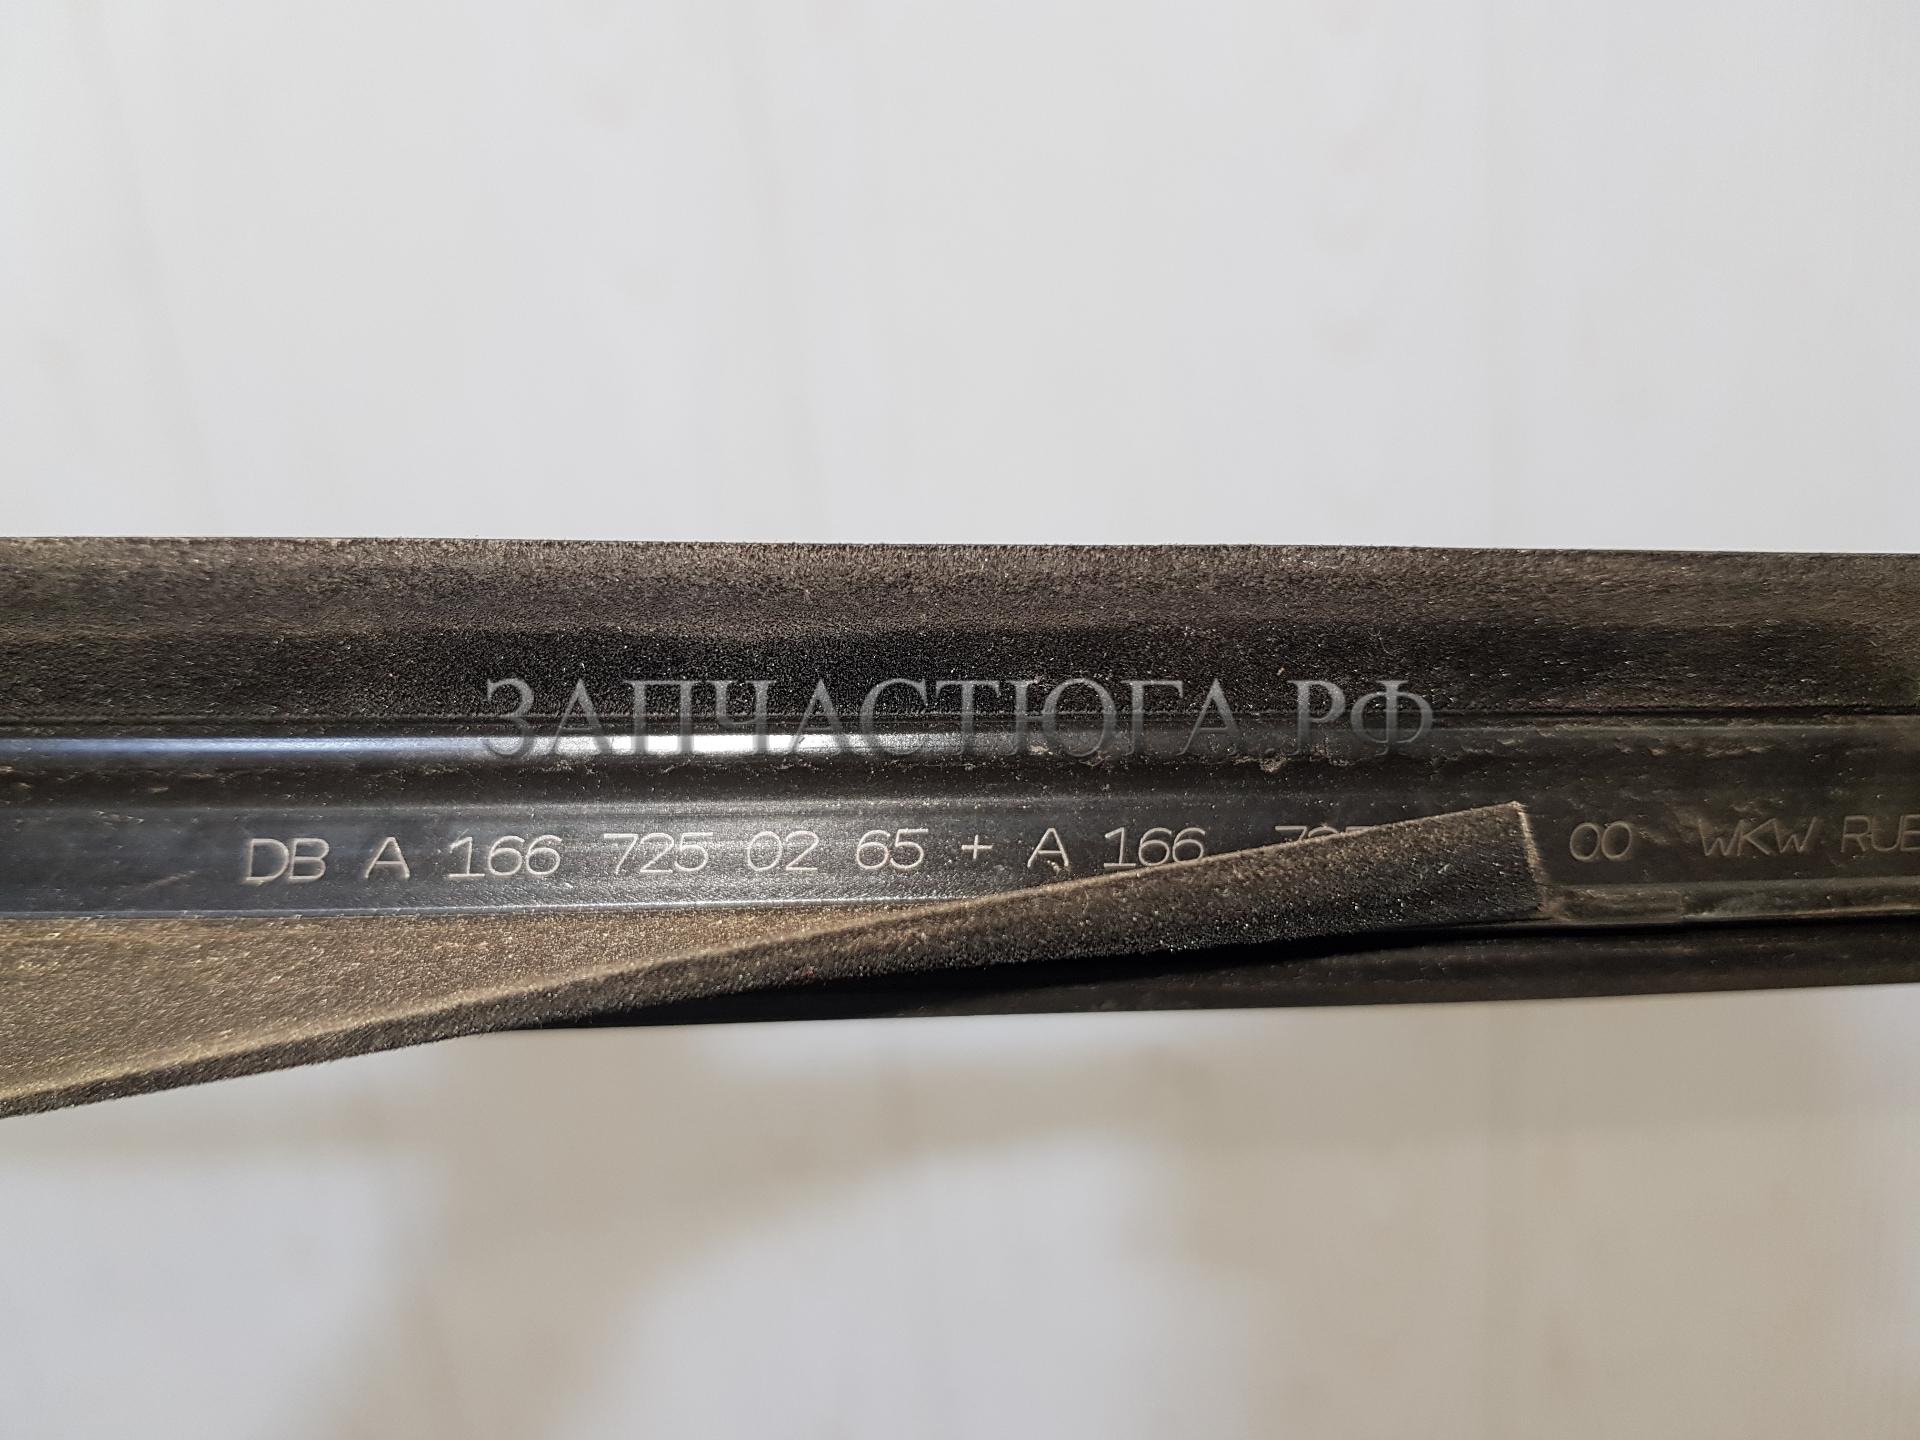 ЗАПЧАСТЮГА.РФ
DB A 166 725 02 65 + A 166 00 WKW